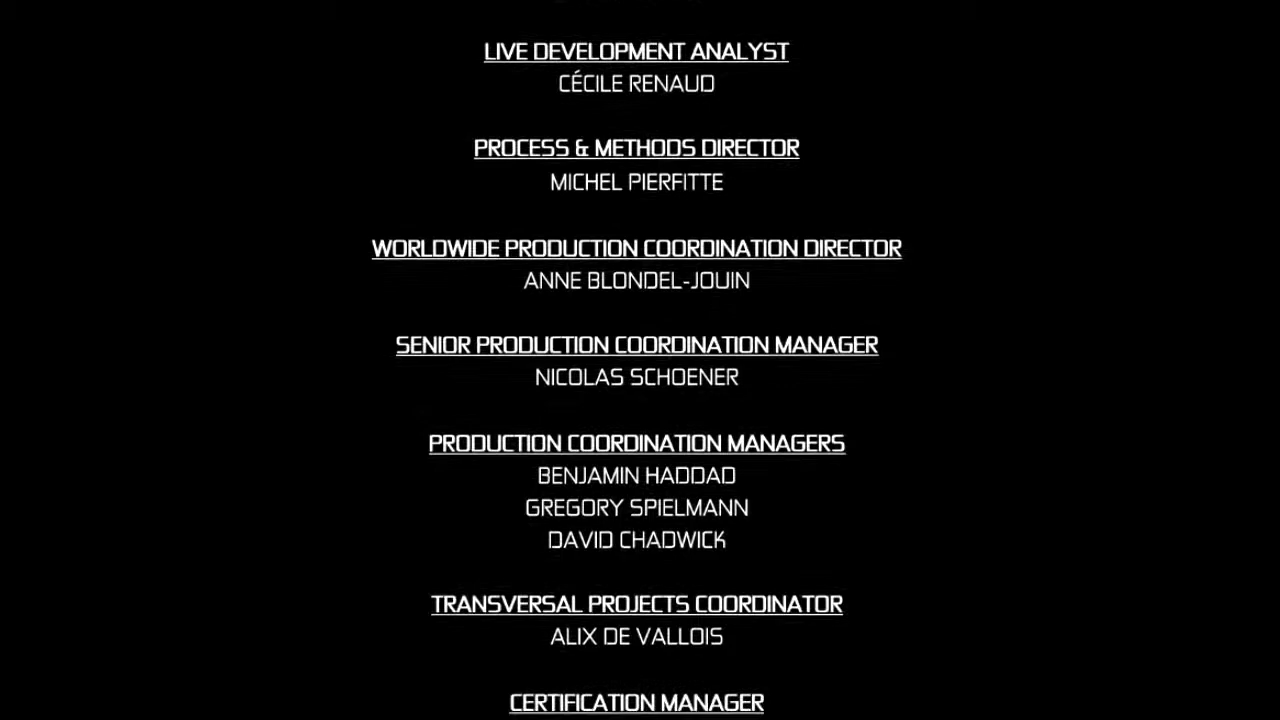 LIVE DEVELOPMENT ANALYST
CÉCILE RENAUD
PROCESS & METHODS DIRECTOR
MICHEL PIERFITTE
WORLDWIDE PRODUCTION COORDINATION DIRECTOR
ANNE BLONDEL-JOUIN
SENIOR PRODUCTION COORDINATION MANAGER
NICOLAS SCHOENER
PRODUCTION COORDINATION MANAGERS
BENJAMIN HADDAD
GREGORY SPIELMANN
DAVID CHADWICK
TRANSVERSAL PROJECTS COORDINATOR
ALIX DE VALLOIS
CERTIFICATION MANAGER